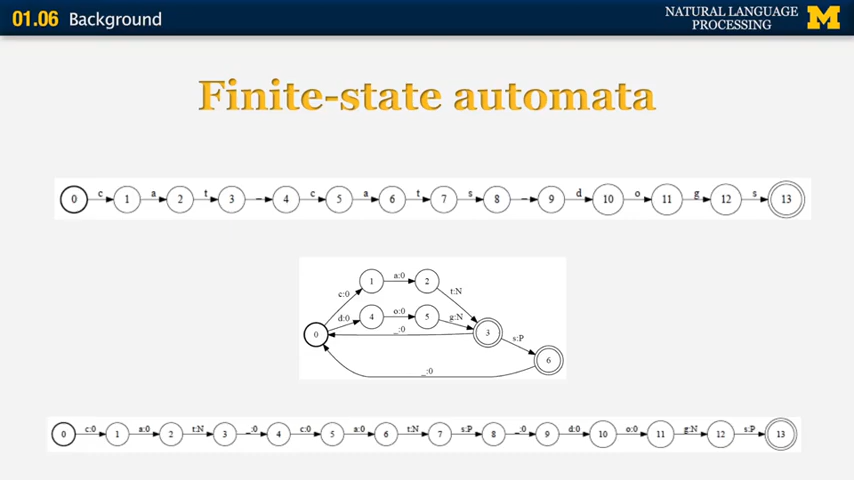 01.06 Background
NATURAL LANGUAGE
PROCESSING
M
Finite-state automata
0 c 1 a 2 t 3 _ 4 c 5 a 6 t 7 s 8 _ 9 d 10 o 11 g 12 s 13
1 a:0 2
c:0 t:N
4 o:0 5
d:0 g:N
0 _:0 3
s:P
6
_:0
0 c:0 1 a:0 2 t:N 3 _:0 4 c:0 5 a:0 6 t:N 7 s:P 8 _:0 9 d:0 10 o:0 11 g:N 12 s:P 13